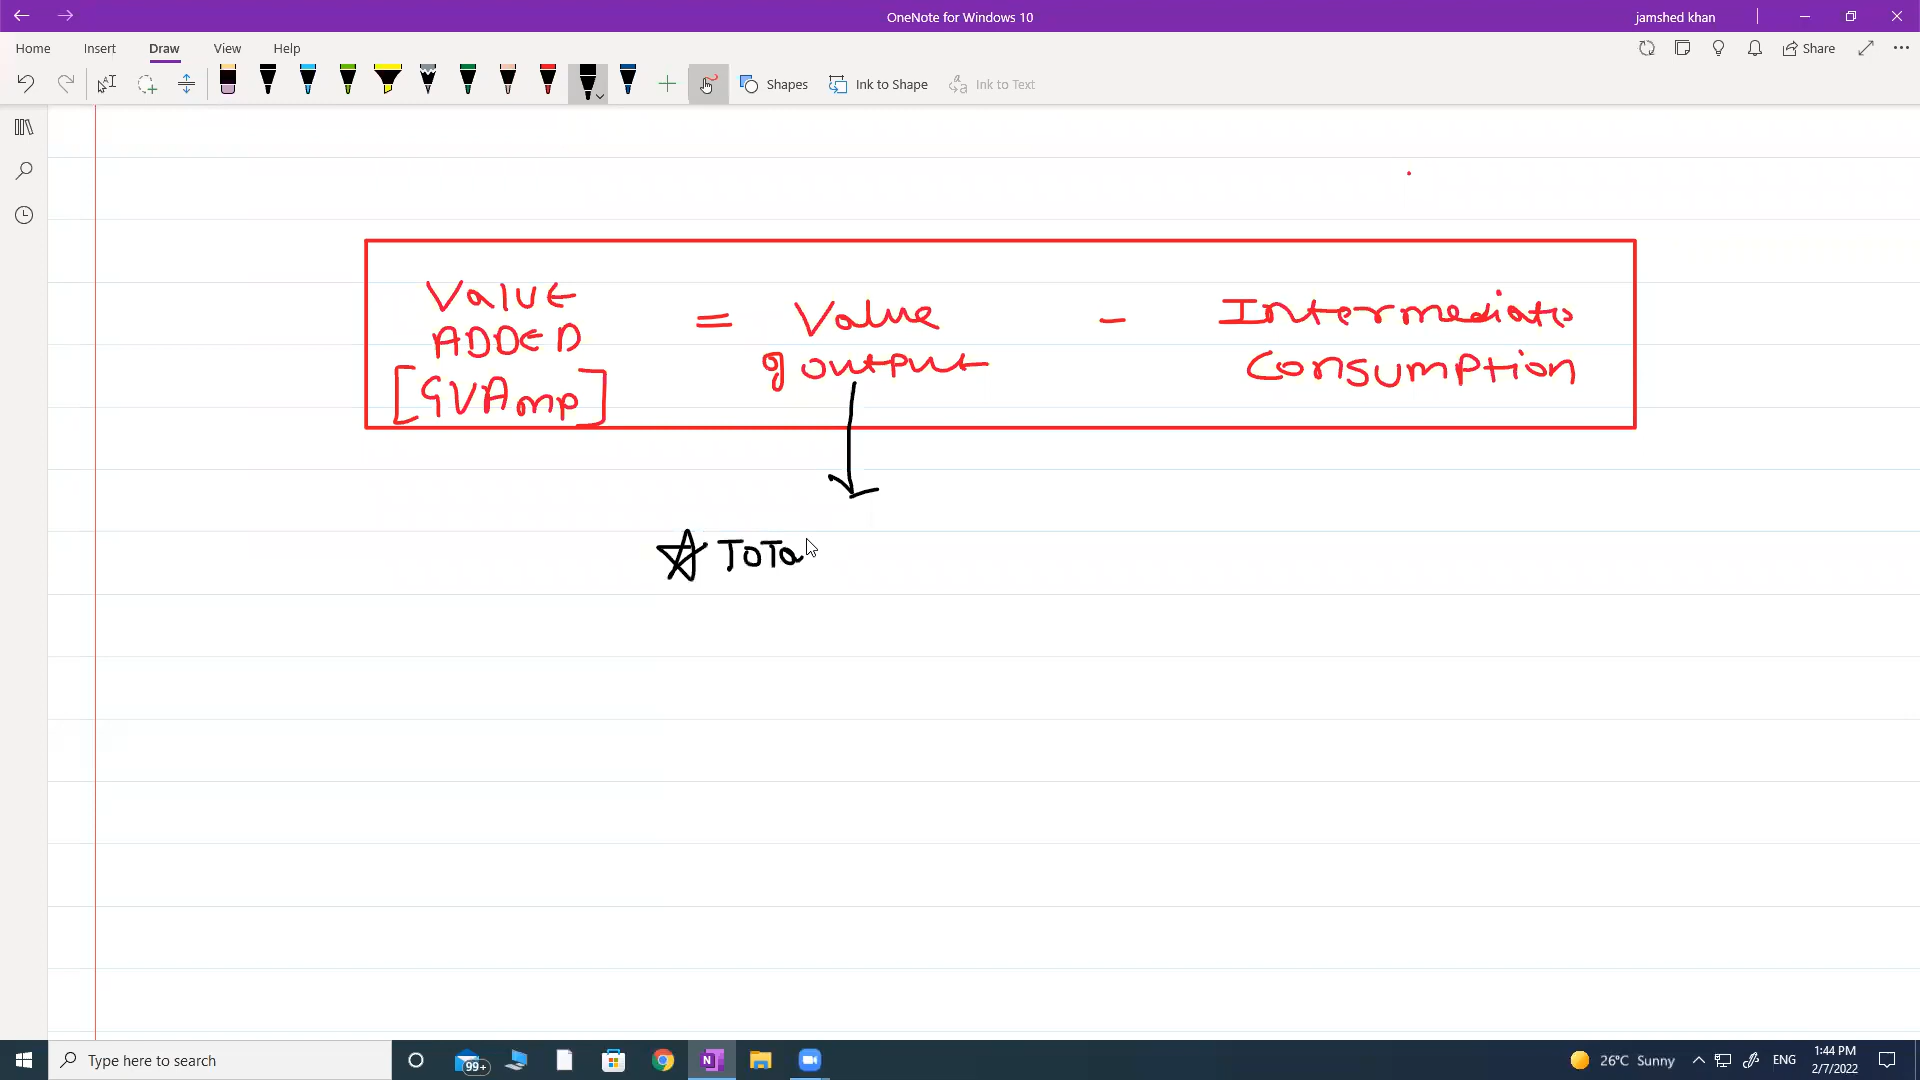 OneNote for Windows 10
jamshed khan
Home Insert Draw View Help
Share
Shapes
Ink to Shape
Ink to Text
VALUE
ADDED
[GVAmp]
= Value
of output
- Intermediate
Consumption
ToTa
Type here to search
99+
26°C Sunny
ENG
1:44 PM
2/7/2022